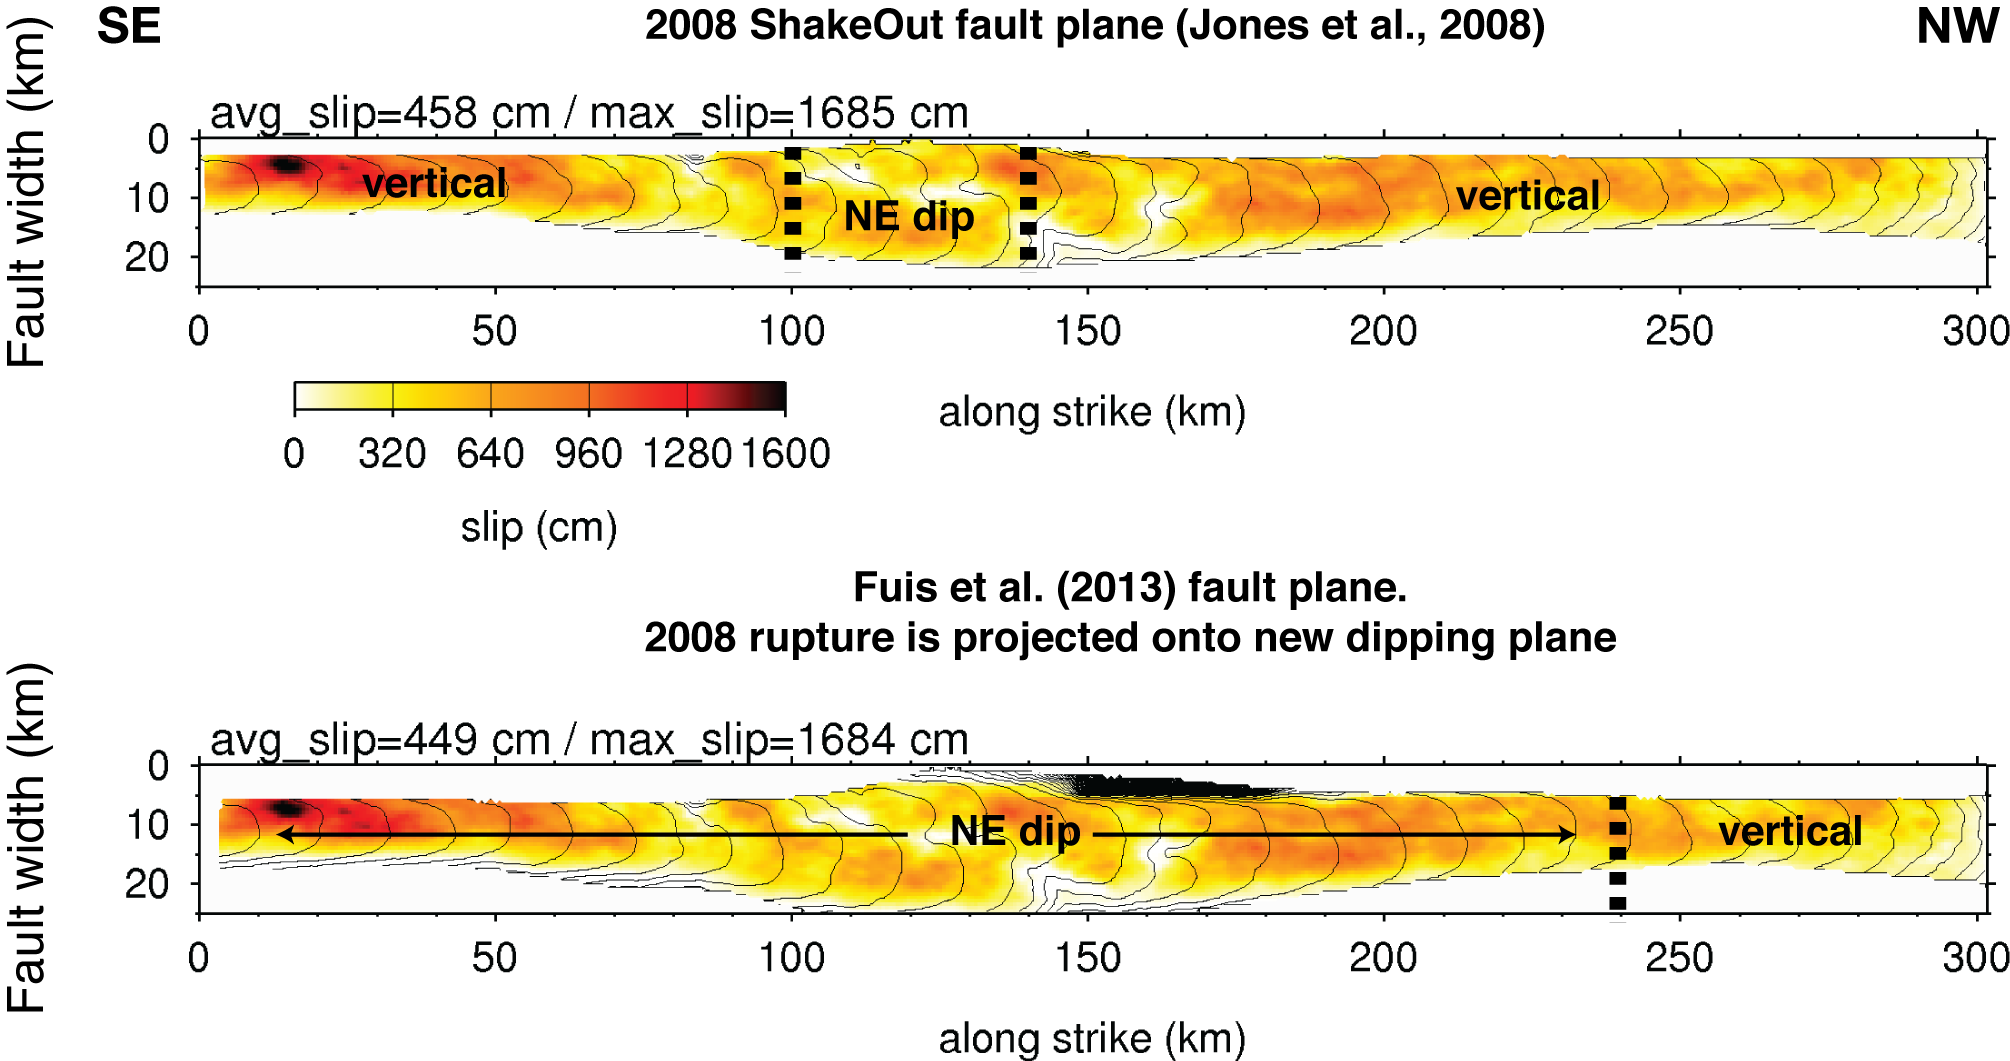 SE
2008 ShakeOut fault plane (Jones et al., 2008)
NW
avg_slip=458 cm / max_slip=1685 cm
Fault width (km)
0
10
20
vertical
NE dip
vertical
0 50 100 150 200 250 300
along strike (km)
0 320 640 960 1280 1600
slip (cm)
Fuis et al. (2013) fault plane.
2008 rupture is projected onto new dipping plane
avg_slip=449 cm / max_slip=1684 cm
Fault width (km)
0
10
20
NE dip
vertical
0 50 100 150 200 250 300
along strike (km)